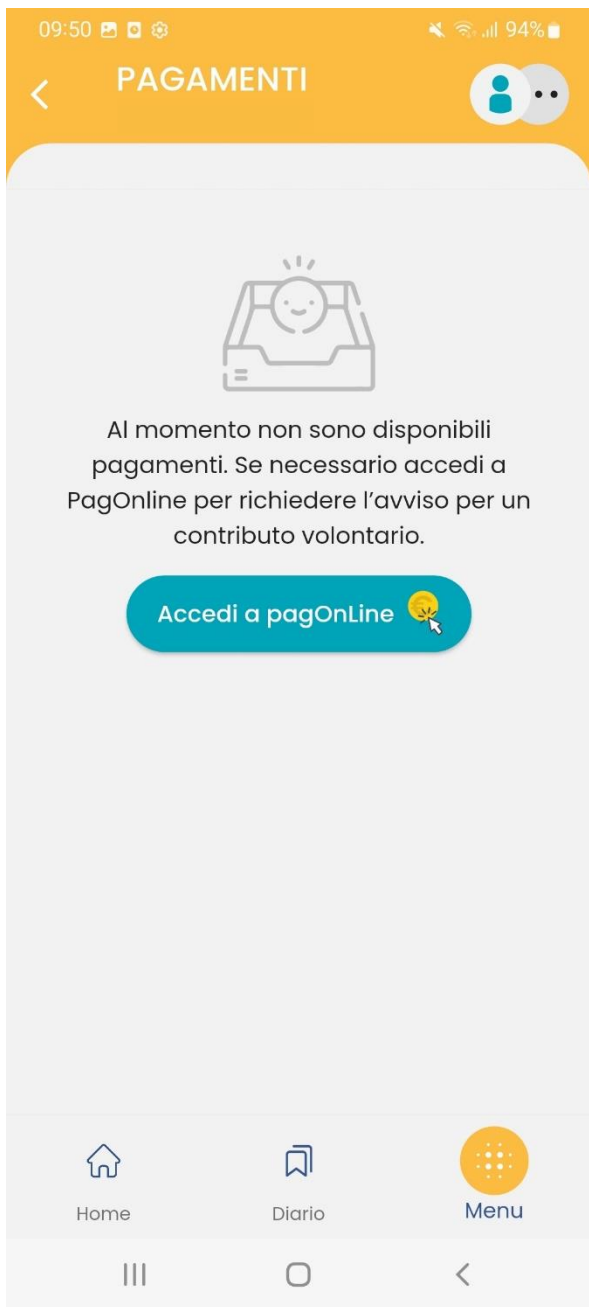 09:50 94%
PAGAMENTI
Al momento non sono disponibili
pagamenti. Se necessario accedi a
PagOnline per richiedere l'avviso per un
contributo volontario.
Accedi a pagOnLine
Home Diario Menu